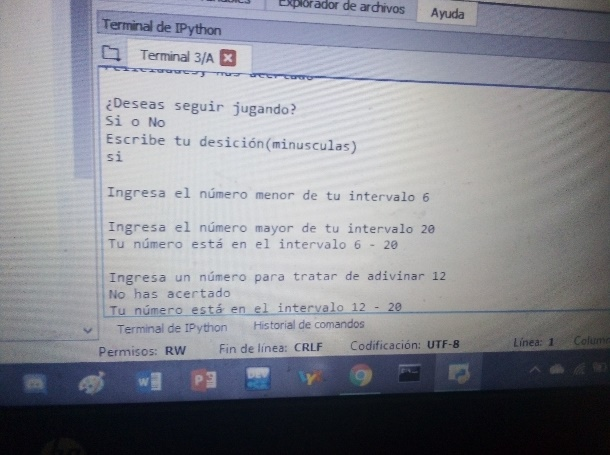 Explorador de archivos
Ayuda
Terminal de IPython
Terminal 3/A
¿Deseas seguir jugando?
Si o No
Escribe tu desición(minusculas)
si
Ingresa el número menor de tu intervalo 6
Ingresa el número mayor de tu intervalo 20
Tu número está en el intervalo 6 - 20
Ingresa un número para tratar de adivinar 12
No has acertado
Tu número está en el intervalo 12 - 20
Terminal de IPython Historial de comandos
Permisos: RW Fin de línea: CRLF Codificación: UTF-8 Línea: 1
DEV